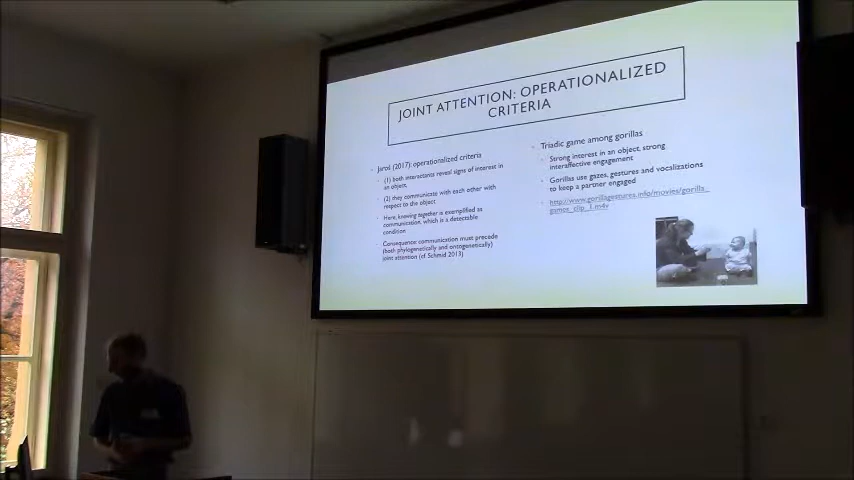 JOINT ATTENTION: OPERATIONALIZED
CRITERIA
Jaroš (2017): operationalized criteria
(1) both interactants reveal signs of interest in
an object,
(2) they communicate with each other with
respect to the object
Here, knowing together is exemplified as
communication, which is a detectable
condition
Consequence: communication must precede
(both phylogenetically and ontogenetically)
joint attention (cf. Schmid 2013)
Triadic game among gorillas
Strong interest in an object, strong
interaffective engagement
Gorillas use gazes, gestures and vocalizations
to keep a partner engaged
http://www.gorillagestures.info/movies/gorilla_